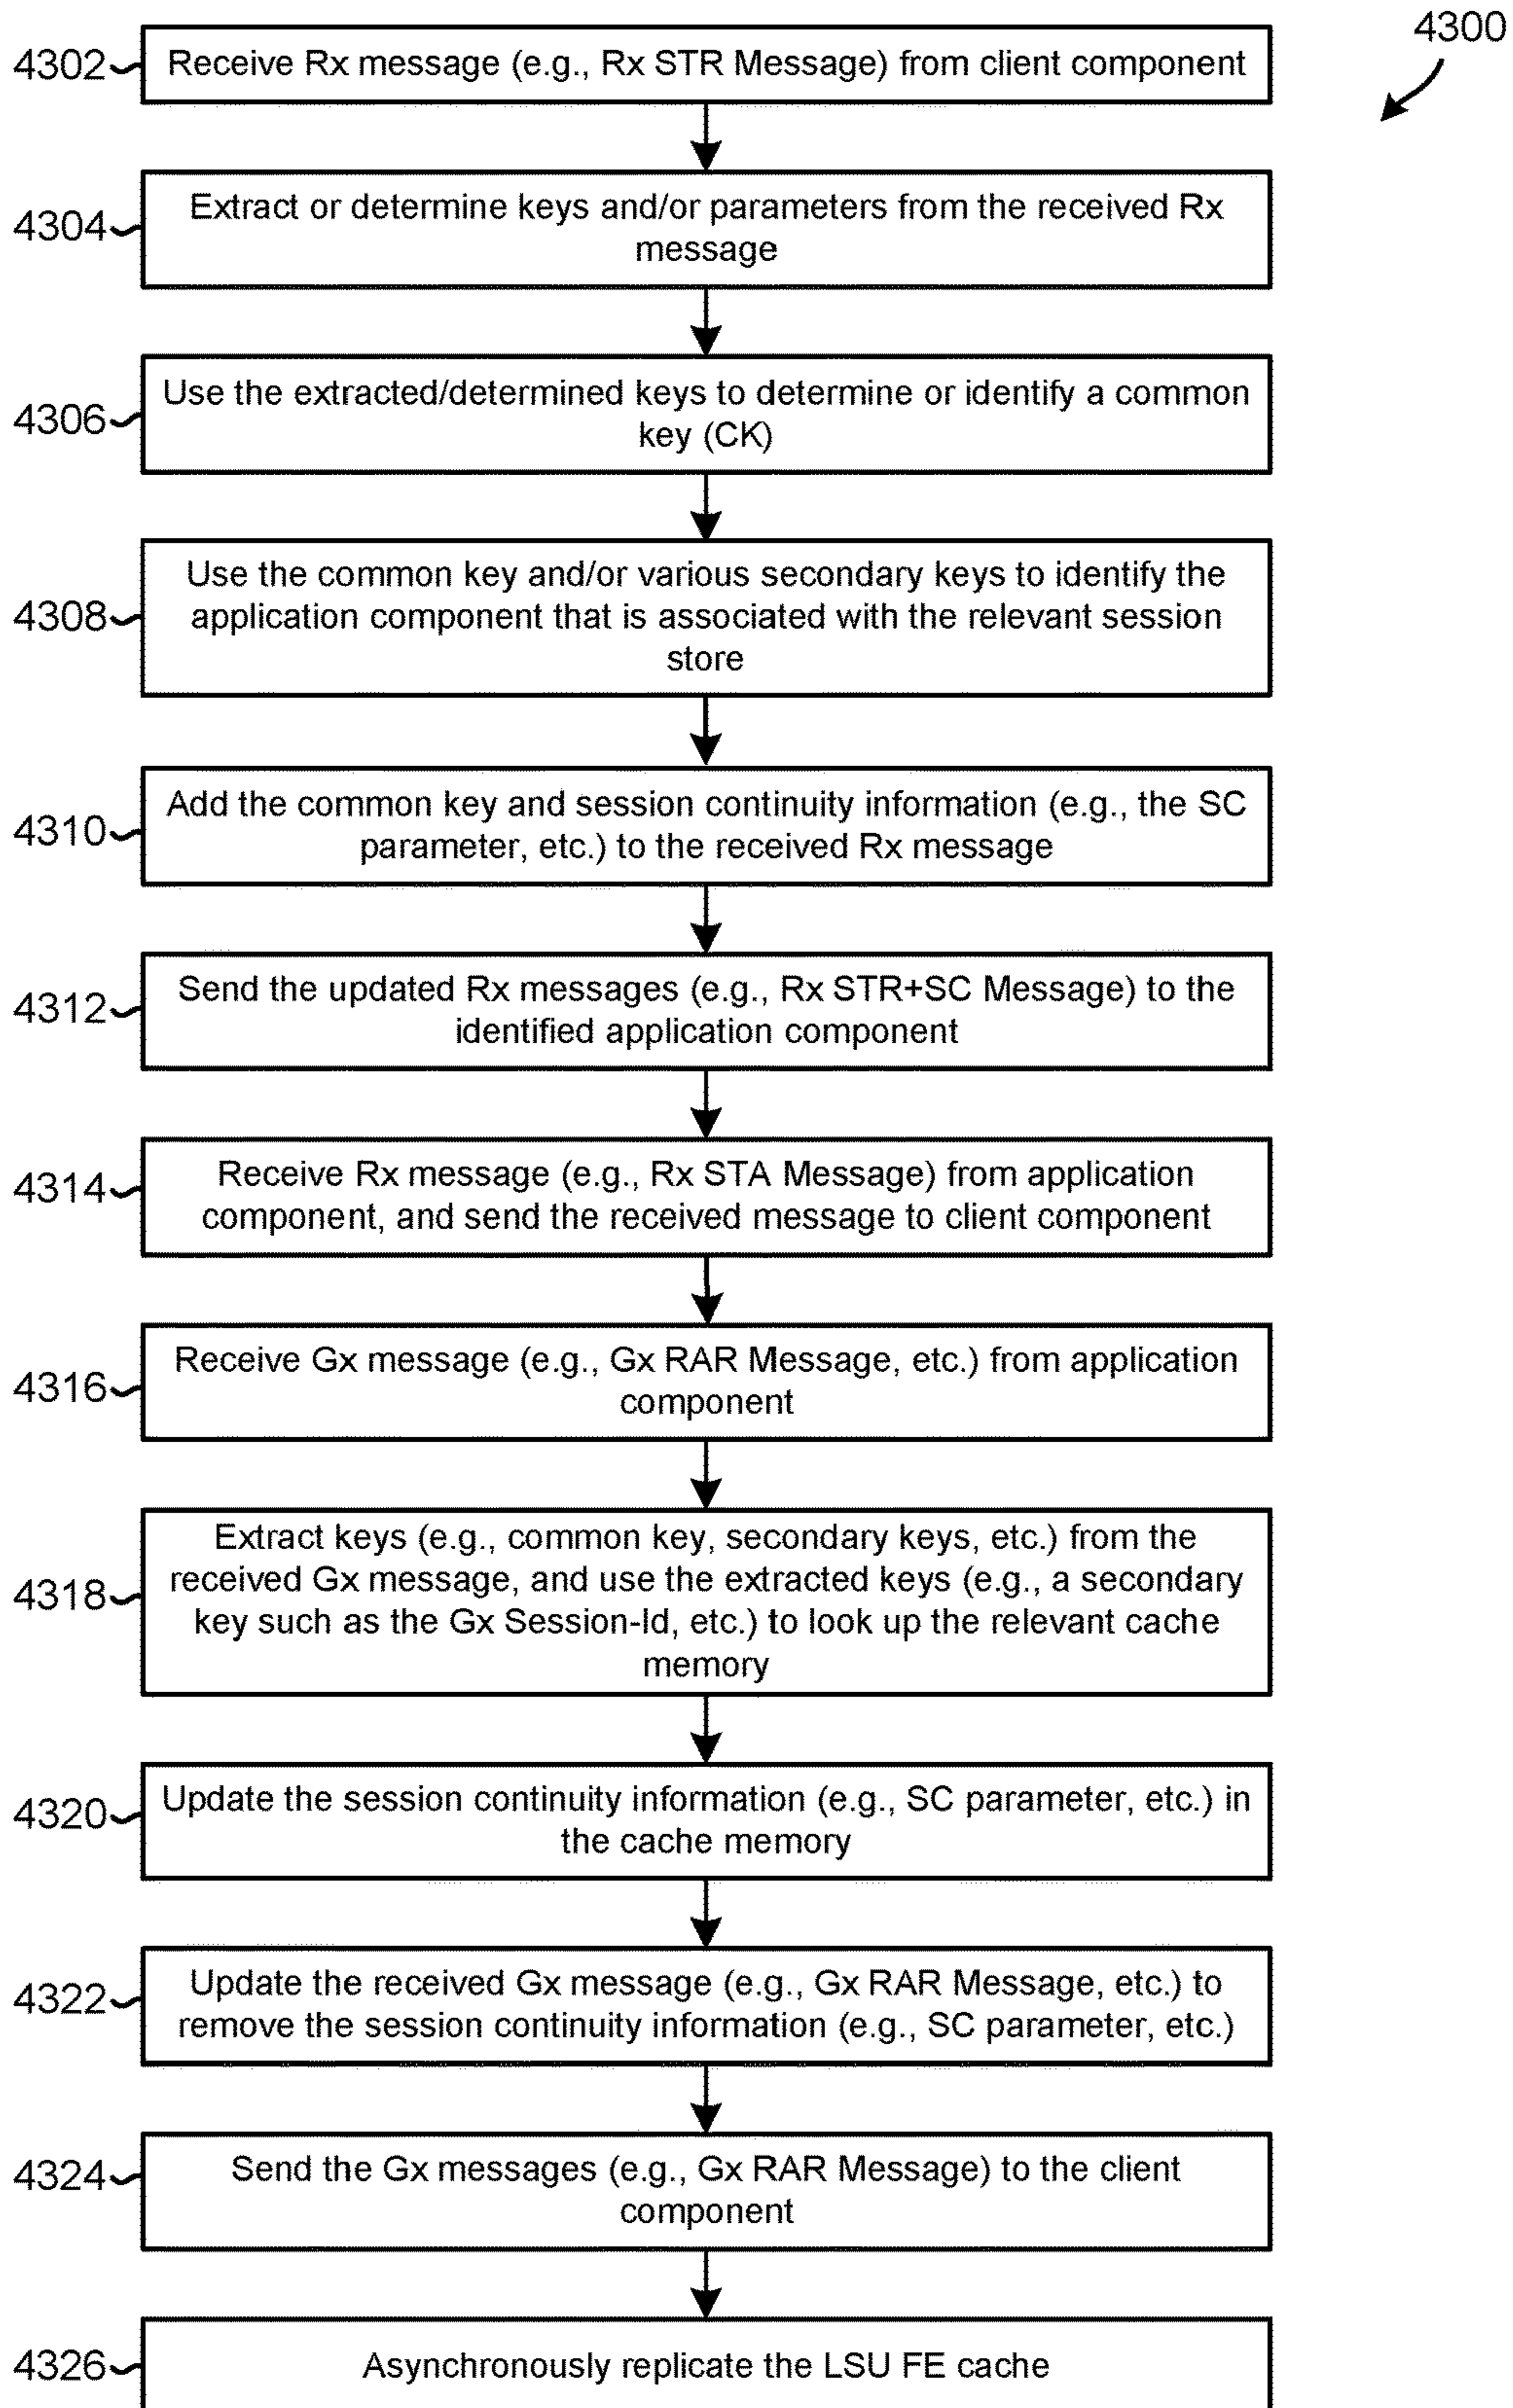 4300
4302
Receive Rx message (e.g., Rx STR Message) from client component
4304
Extract or determine keys and/or parameters from the received Rx
message
4306
Use the extracted/determined keys to determine or identify a common
key (CK)
4308
Use the common key and/or various secondary keys to identify the
application component that is associated with the relevant session
store
4310
Add the common key and session continuity information (e.g., the SC
parameter, etc.) to the received Rx message
4312
Send the updated Rx messages (e.g., Rx STR+SC Message) to the
identified application component
4314
Receive Rx message (e.g., Rx STA Message) from application
component, and send the received message to client component
4316
Receive Gx message (e.g., Gx RAR Message, etc.) from application
component
4318
Extract keys (e.g., common key, secondary keys, etc.) from the
received Gx message, and use the extracted keys (e.g., a secondary
key such as the Gx Session-Id, etc.) to look up the relevant cache
memory
4320
Update the session continuity information (e.g., SC parameter, etc.) in
the cache memory
4322
Update the received Gx message (e.g., Gx RAR Message, etc.) to
remove the session continuity information (e.g., SC parameter, etc.)
4324
Send the Gx messages (e.g., Gx RAR Message) to the client
component
4326
Asynchronously replicate the LSU FE cache